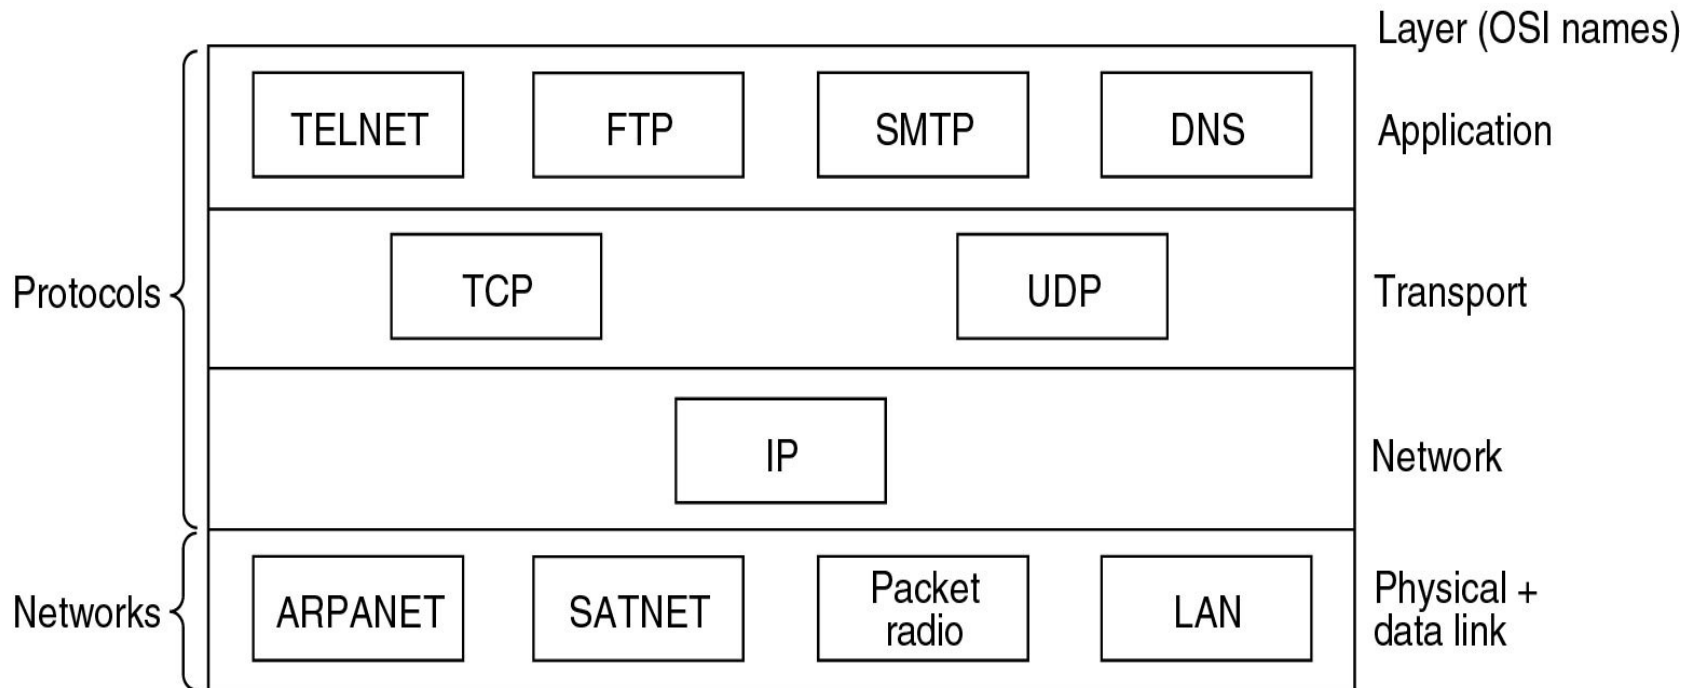 Layer (OSI names)
TELNET FTP SMTP DNS Application
Protocols TCP UDP Transport
IP Network
Networks ARPANET SATNET Packet
radio LAN Physical +
data link